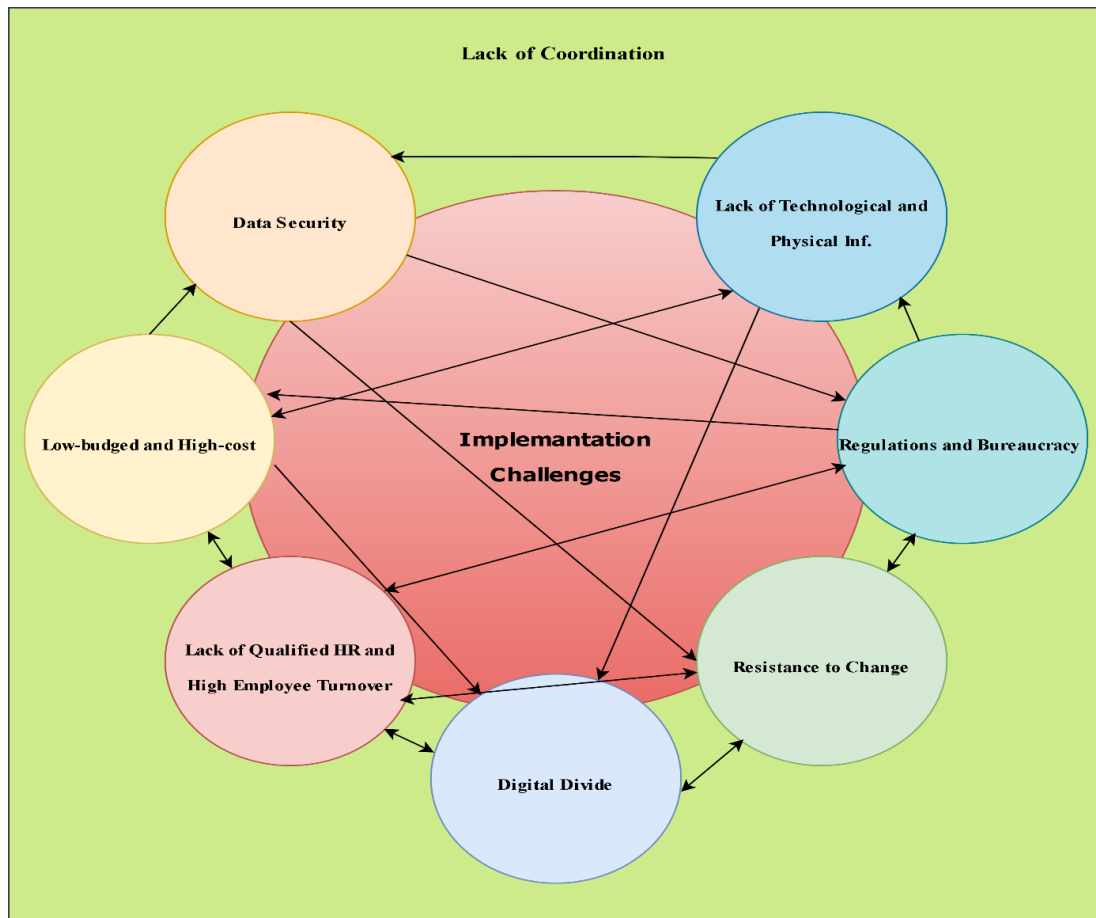 Lack of Coordination
Data Security
Lack of Technological and
Physical Inf.
Low-budged and High-cost
Implemantation
Challenges
Regulations and Bureaucracy
Lack of Qualified HR and
High Employee Turnover
Resistance to Change
Digital Divide